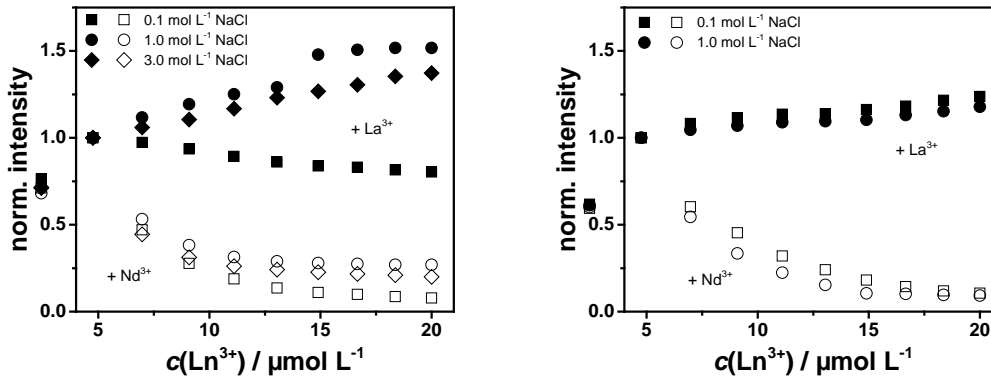 0.1 mol L⁻¹ NaCl
1.0 mol L⁻¹ NaCl
3.0 mol L⁻¹ NaCl
1.5
1.0
0.5
0.0
norm. intensity
+ La³⁺
+ Nd³⁺
5
10
15
20
c(Ln³⁺) / µmol L⁻¹
0.1 mol L⁻¹ NaCl
1.0 mol L⁻¹ NaCl
1.5
1.0
0.5
0.0
norm. intensity
+ La³⁺
+ Nd³⁺
5
10
15
20
c(Ln³⁺) / µmol L⁻¹